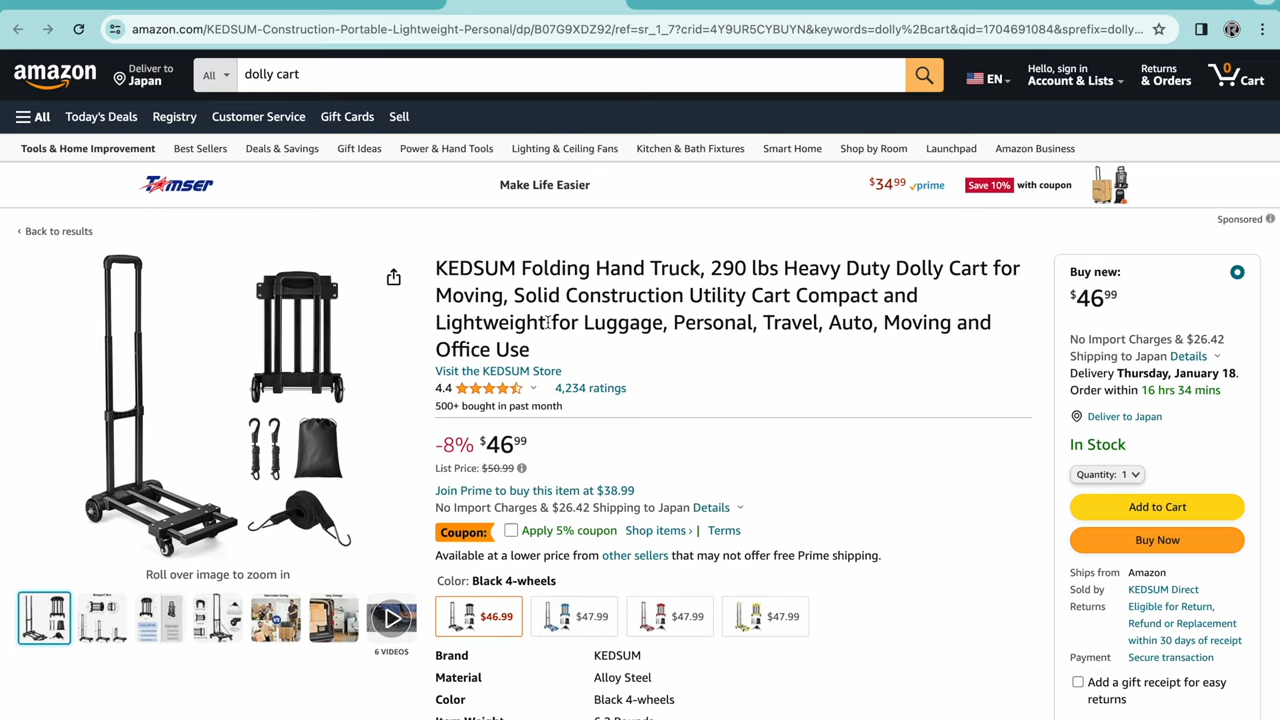 amazon.com/KEDSUM-Construction-Portable-Lightweight-Personal/dp/B07G9XDZ92/ref=sr_1_7?crid=4Y9UR5CYBUYN&keywords=dolly%2Bcart&qid=1704691084&sprefix=dolly...
amazon
Deliver to
Japan
All
dolly cart
EN
Hello, sign in
Account & Lists
Returns
& Orders
0
Cart
All
Today's Deals
Registry
Customer Service
Gift Cards
Sell
Tools & Home Improvement
Best Sellers
Deals & Savings
Gift Ideas
Power & Hand Tools
Lighting & Ceiling Fans
Kitchen & Bath Fixtures
Smart Home
Shop by Room
Launchpad
Amazon Business
Tomser
Make Life Easier
$34.99 prime
Save 10% with coupon
Sponsored
‹ Back to results
Roll over image to zoom in
6 VIDEOS
KEDSUM Folding Hand Truck, 290 lbs Heavy Duty Dolly Cart for
Moving, Solid Construction Utility Cart Compact and
Lightweight for Luggage, Personal, Travel, Auto, Moving and
Office Use
Visit the KEDSUM Store
4.4
4,234 ratings
500+ bought in past month
-8% $46.99
List Price: $50.99
Join Prime to buy this item at $38.99
No Import Charges & $26.42 Shipping to Japan Details
Coupon: Apply 5% coupon Shop items › | Terms
Available at a lower price from other sellers that may not offer free Prime shipping.
Color: Black 4-wheels
$46.99
$47.99
$47.99
$47.99
Brand KEDSUM
Material Alloy Steel
Color Black 4-wheels
Buy new:
$46.99
No Import Charges & $26.42
Shipping to Japan Details
Delivery Thursday, January 18.
Order within 16 hrs 34 mins
Deliver to Japan
In Stock
Quantity: 1
Add to Cart
Buy Now
Ships from Amazon
Sold by KEDSUM Direct
Returns Eligible for Return,
Refund or Replacement
within 30 days of receipt
Payment Secure transaction
Add a gift receipt for easy
returns